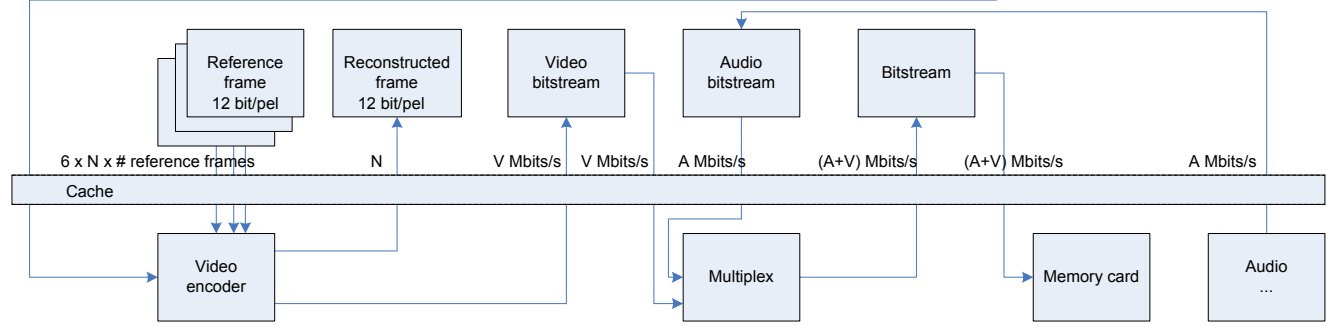 Reference
frame
12 bit/pel
Reconstructed
frame
12 bit/pel
Video
bitstream
Audio
bitstream
Bitstream
6 x N x # reference frames
N
V Mbits/s
V Mbits/s
A Mbits/s
(A+V) Mbits/s
(A+V) Mbits/s
A Mbits/s
Cache
Video
encoder
Multiplex
Memory card
Audio
...